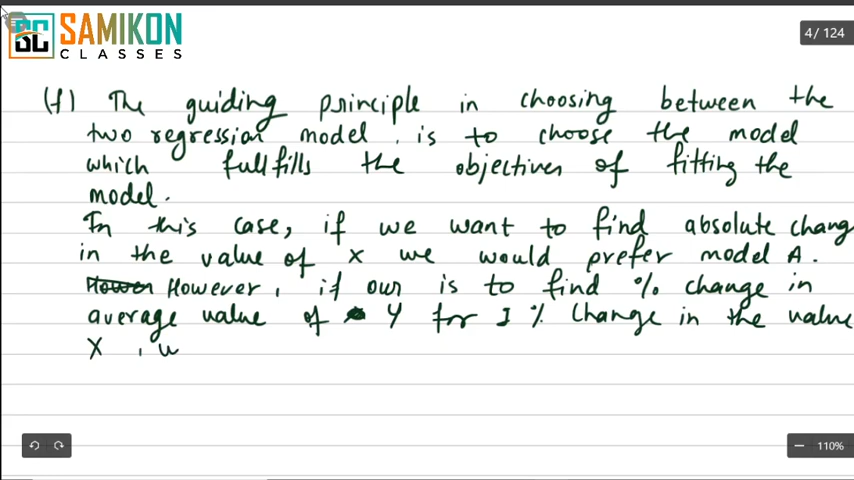 SC SAMIKON
CLASSES
4 / 124
(f) The guiding principle in choosing between the
two regression model, is to choose the model
which fullfills the objectives of fitting the
model.
In this case, if we want to find absolute chang
in the value of X we would prefer model A.
However, if our is to find % change in
average value of Y for 1 % change in the value
X , w
110%